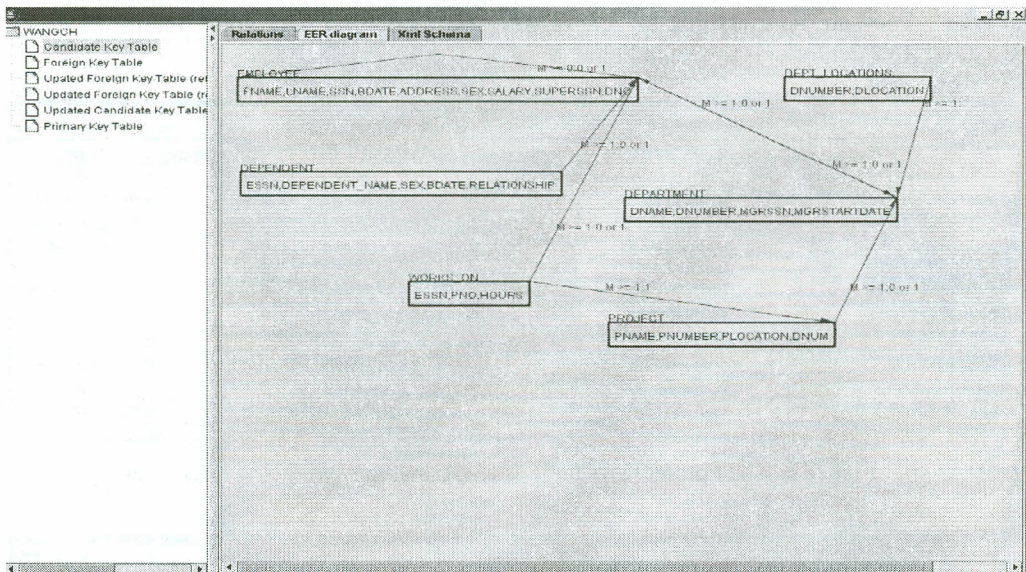 WANGCH
Candidate Key Table
Foreign Key Table
Upated Foreign Key Table (rel
Updated Foreign Key Table (r
Updated Candidate Key Table
Primary Key Table
Relations EER diagram Xml Schema
M >= 0:0 or 1
EMPLOYEE
FNAME,LNAME,SSN,BDATE,ADDRESS,SEX,SALARY,SUPERSSN,DNO
DEPT_LOCATIONS
DNUMBER,DLOCATION
M >= 1:0 or 1
M >= 1:
M >= 1:0 or 1
M >= 1:0 or 1
DEPENDENT
ESSN,DEPENDENT_NAME,SEX,BDATE,RELATIONSHIP
DEPARTMENT
DNAME,DNUMBER,MGRSSN,MGRSTARTDATE
M >= 1:0 or 1
WORKS_ON
ESSN,PNO,HOURS
M >= 1:1
M >= 1:0 or 1
PROJECT
PNAME,PNUMBER,PLOCATION,DNUM